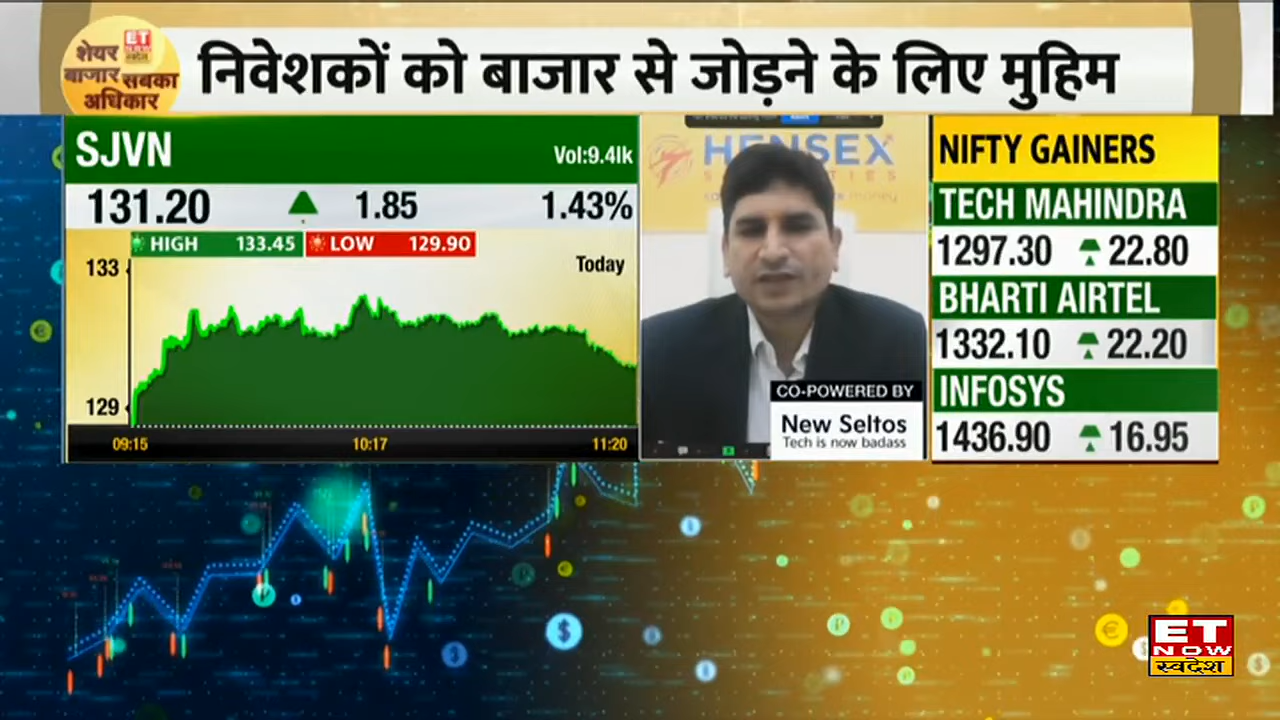 शेयर
बाजार सबका
अधिकार
ET
NOW
स्वदेश
निवेशकों को बाजार से जोड़ने के लिए मुहिम
SJVN
Vol:9.4lk
131.20 1.85 1.43%
HIGH 133.45 LOW 129.90
Today
133
129
09:15 10:17 11:20
HENSEX
CO-POWERED BY
New Seltos
Tech is now badass
NIFTY GAINERS
TECH MAHINDRA
1297.30 22.80
BHARTI AIRTEL
1332.10 22.20
INFOSYS
1436.90 16.95
ET
NOW
स्वदेश